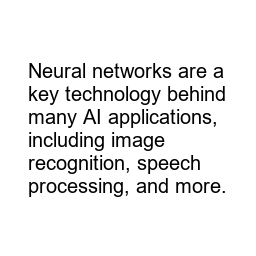 Neural networks are a
key technology behind
many AI applications,
including image
recognition, speech
processing, and more.